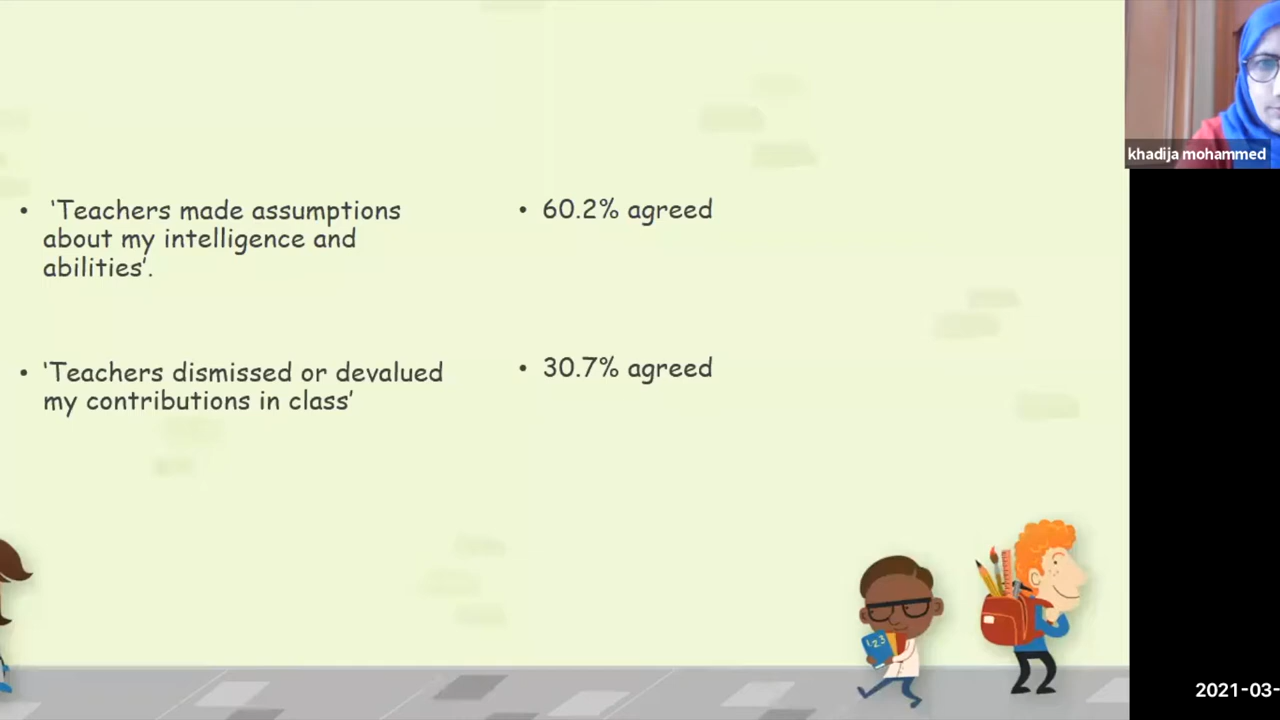 • ‘Teachers made assumptions
about my intelligence and
abilities’.
• 60.2% agreed
• ‘Teachers dismissed or devalued
my contributions in class’
• 30.7% agreed
khadija mohammed
123
2021-03-